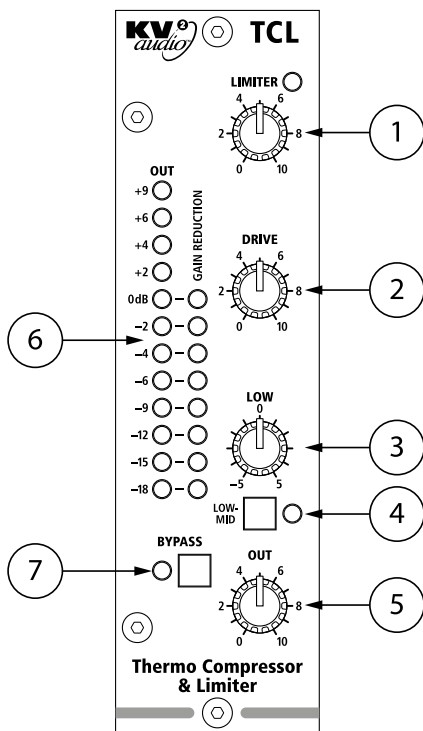 KV2 audio TCL
LIMITER
4 6
2 8
0 10
1
OUT
+9
+6
+4
+2
0dB
−2
−4
−6
−9
−12
−15
−18
GAIN REDUCTION
6
DRIVE
4 6
2 8
0 10
2
LOW
0
−5 5
3
LOW-
MID
4
BYPASS
7
OUT
4 6
2 8
0 10
5
Thermo Compressor
& Limiter